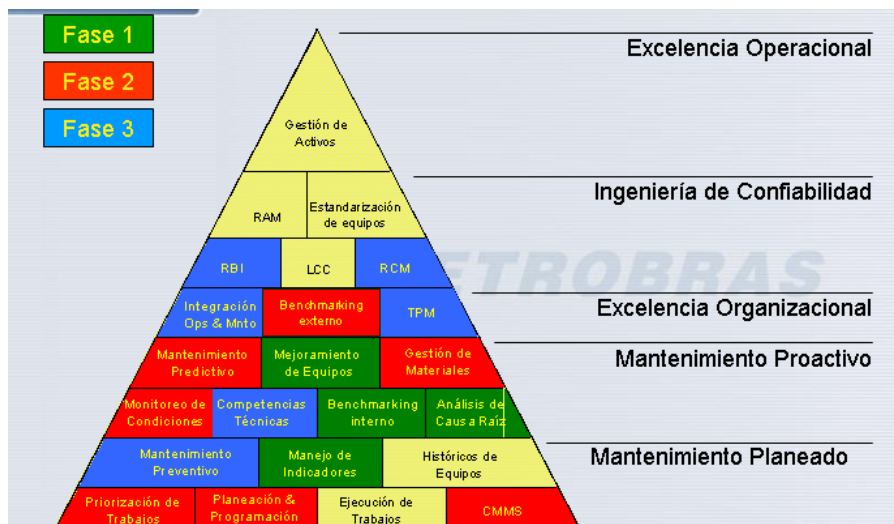 Fase 1
Fase 2
Fase 3
Excelencia Operacional
Gestión de
Activos
Ingeniería de Confiabilidad
RAM
Estandarización
de equipos
RBI
LCC
RCM
PETROBRAS
Excelencia Organizacional
Integración
Ops & Mnto
Benchmarking
externo
TPM
Mantenimiento Proactivo
Mantenimiento
Predictivo
Mejoramiento
de Equipos
Gestión de
Materiales
Monitoreo de
Condiciones
Competencias
Técnicas
Benchmarking
interno
Análisis de
Causa Raíz
Mantenimiento Planeado
Mantenimiento
Preventivo
Manejo de
Indicadores
Históricos de
Equipos
Priorización de
Trabajos
Planeación &
Programación
Ejecución de
Trabajos
CMMS